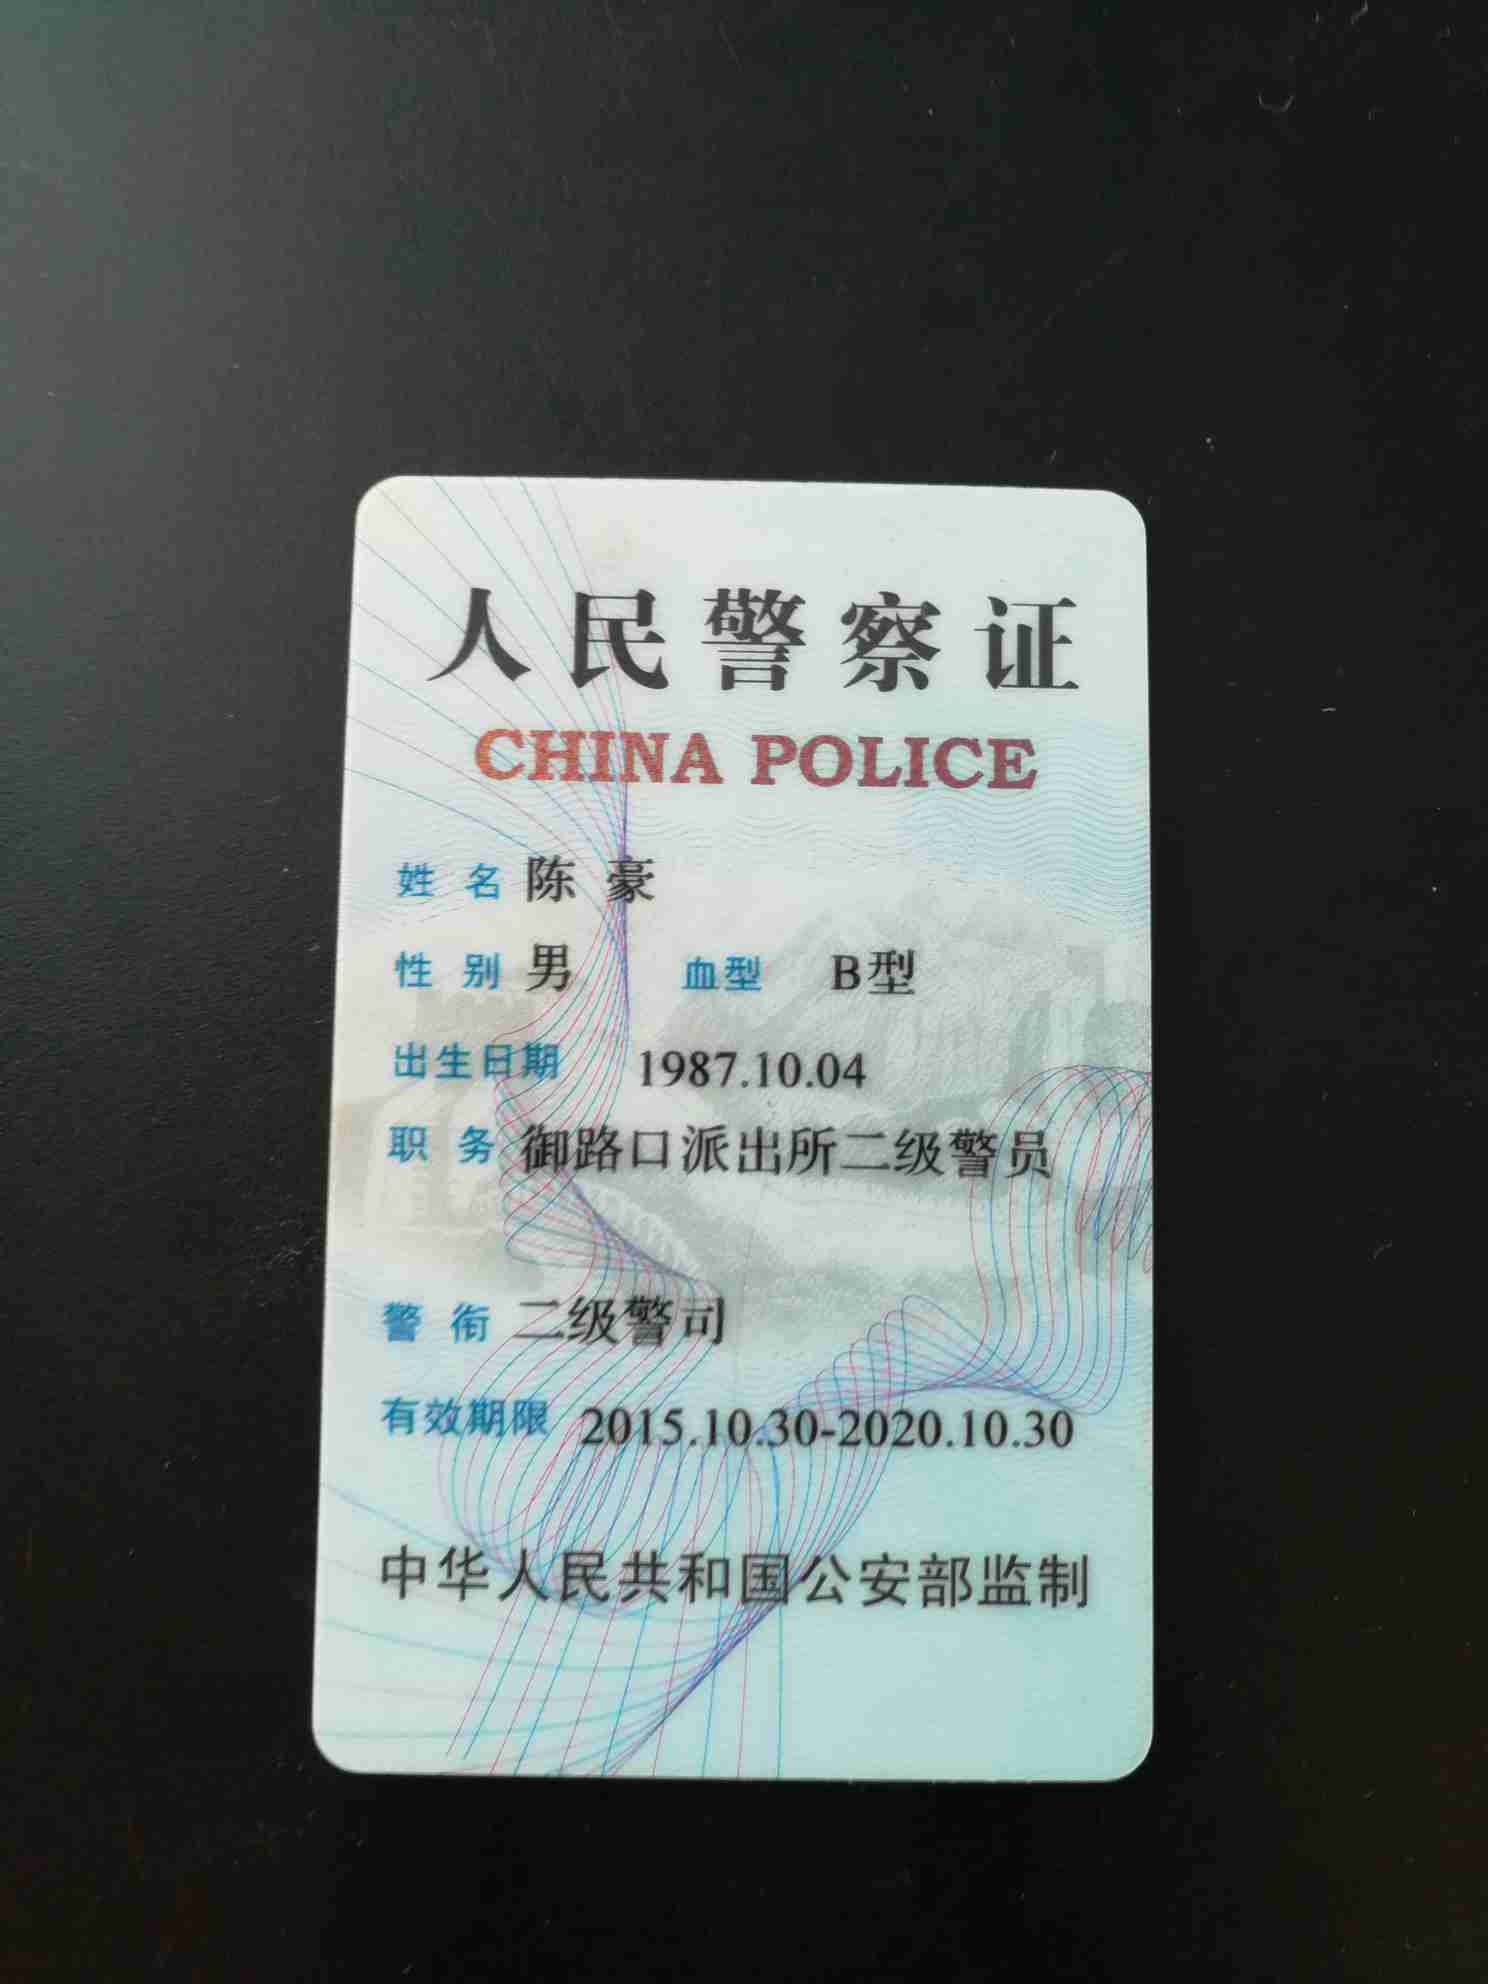 人民警察证
CHINA POLICE
姓 名 陈 豪
性 别 男 血型 B型
出生日期 1987.10.04
职 务 御路口派出所二级警员
警 衔 二级警司
有效期限 2015.10.30-2020.10.30
中华人民共和国公安部监制